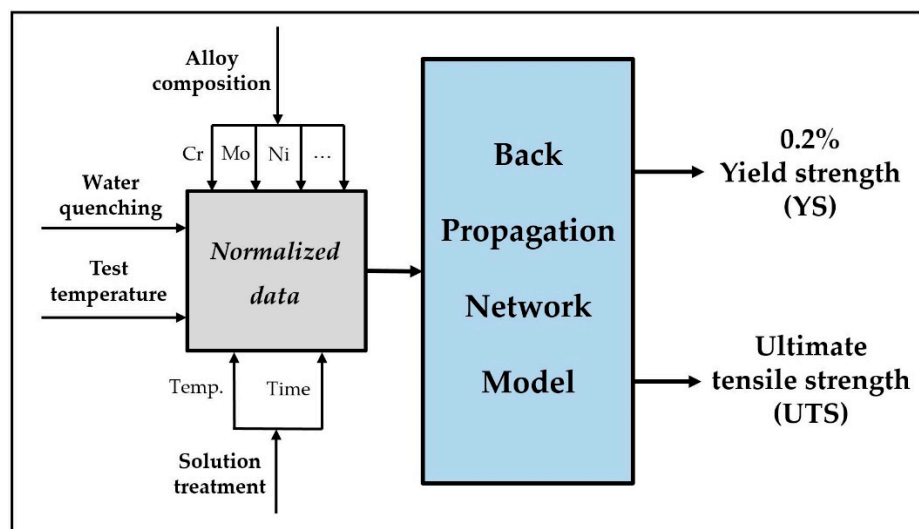 Alloy
composition
Cr
Mo
Ni
...
Water
quenching
Test
temperature
Normalized
data
Temp.
Time
Solution
treatment
Back
Propagation
Network
Model
0.2%
Yield strength
(YS)
Ultimate
tensile strength
(UTS)